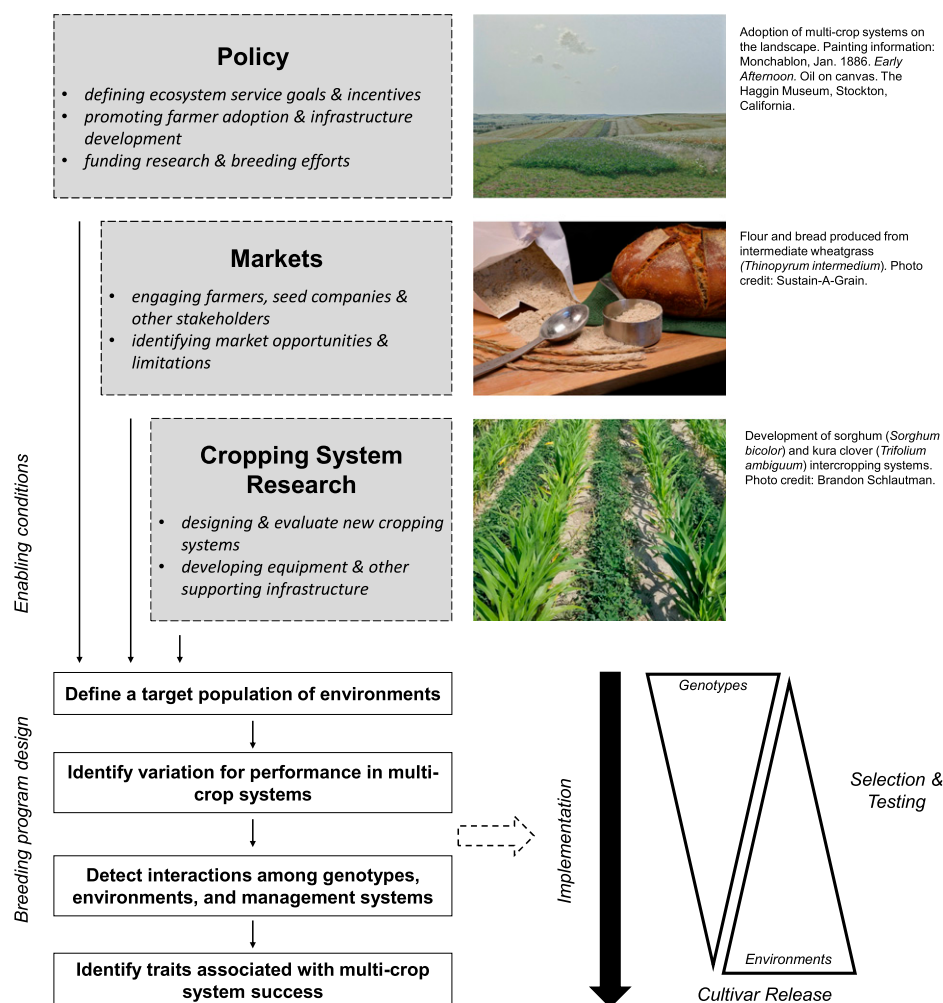 Policy
• defining ecosystem service goals & incentives
• promoting farmer adoption & infrastructure
development
• funding research & breeding efforts
Adoption of multi-crop systems on
the landscape. Painting information:
Monchablon, Jan. 1886. Early
Afternoon. Oil on canvas. The
Haggin Museum, Stockton,
California.
Markets
• engaging farmers, seed companies &
other stakeholders
• identifying market opportunities &
limitations
Flour and bread produced from
intermediate wheatgrass
(Thinopyrum intermedium). Photo
credit: Sustain-A-Grain.
Cropping System
Research
• designing & evaluate new cropping
systems
• developing equipment & other
supporting infrastructure
Development of sorghum (Sorghum
bicolor) and kura clover (Trifolium
ambiguum) intercropping systems.
Photo credit: Brandon Schlautman.
Enabling conditions
Breeding program design
Define a target population of environments
Identify variation for performance in multi-
crop systems
Detect interactions among genotypes,
environments, and management systems
Identify traits associated with multi-crop
system success
Implementation
Genotypes
Environments
Selection &
Testing
Cultivar Release